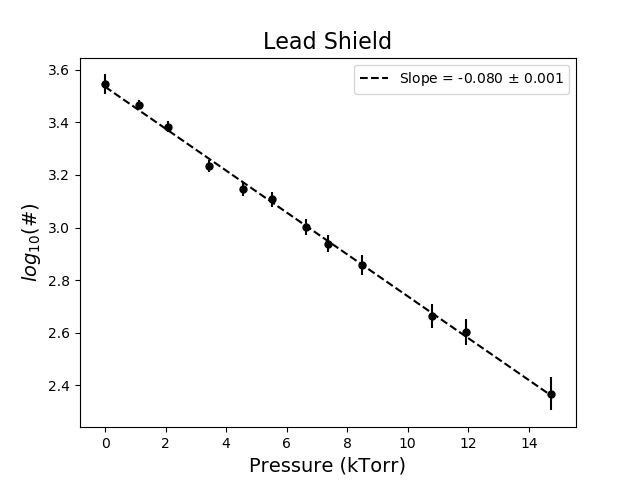 Lead Shield
Slope = -0.080 ± 0.001
3.6
3.4
3.2
3.0
2.8
2.6
2.4
log₁₀(#)
0 2 4 6 8 10 12 14
Pressure (kTorr)